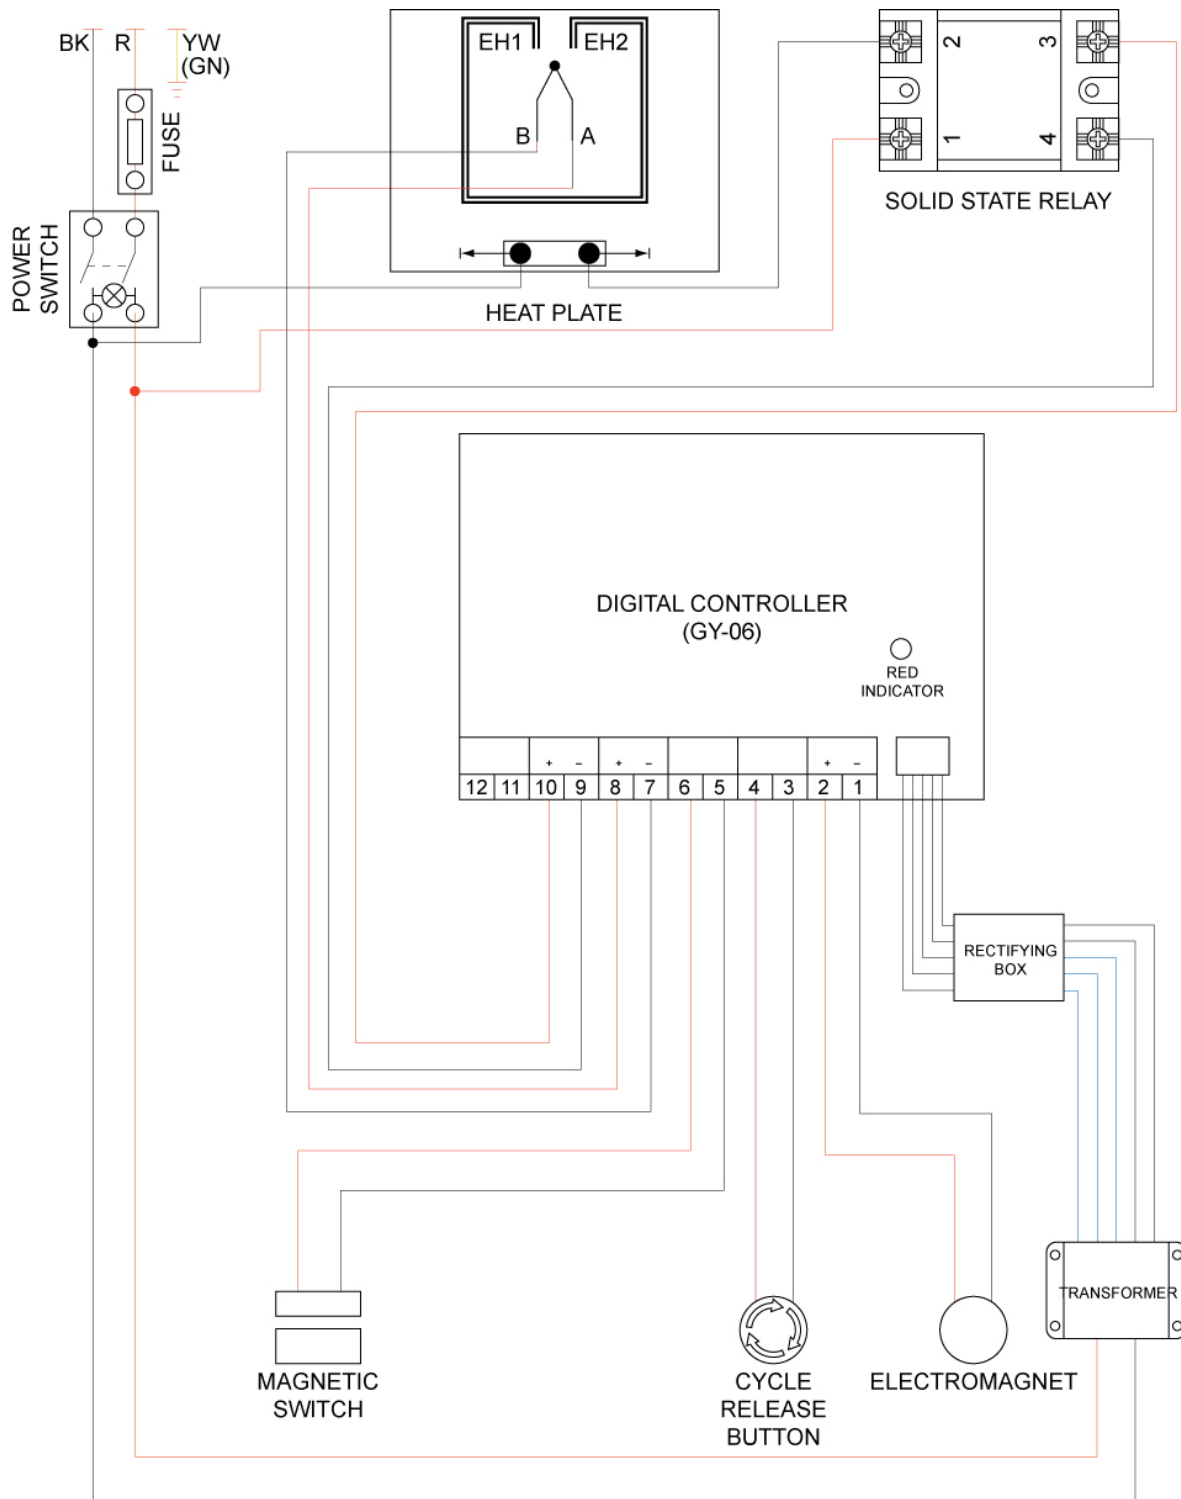 BK R YW
(GN)
FUSE
POWER
SWITCH
EH1 EH2
B A
HEAT PLATE
2 3
1 4
SOLID STATE RELAY
DIGITAL CONTROLLER
(GY-06)
RED
INDICATOR
+ - + - + -
12 11 10 9 8 7 6 5 4 3 2 1
RECTIFYING
BOX
TRANSFORMER
MAGNETIC
SWITCH
CYCLE
RELEASE
BUTTON
ELECTROMAGNET